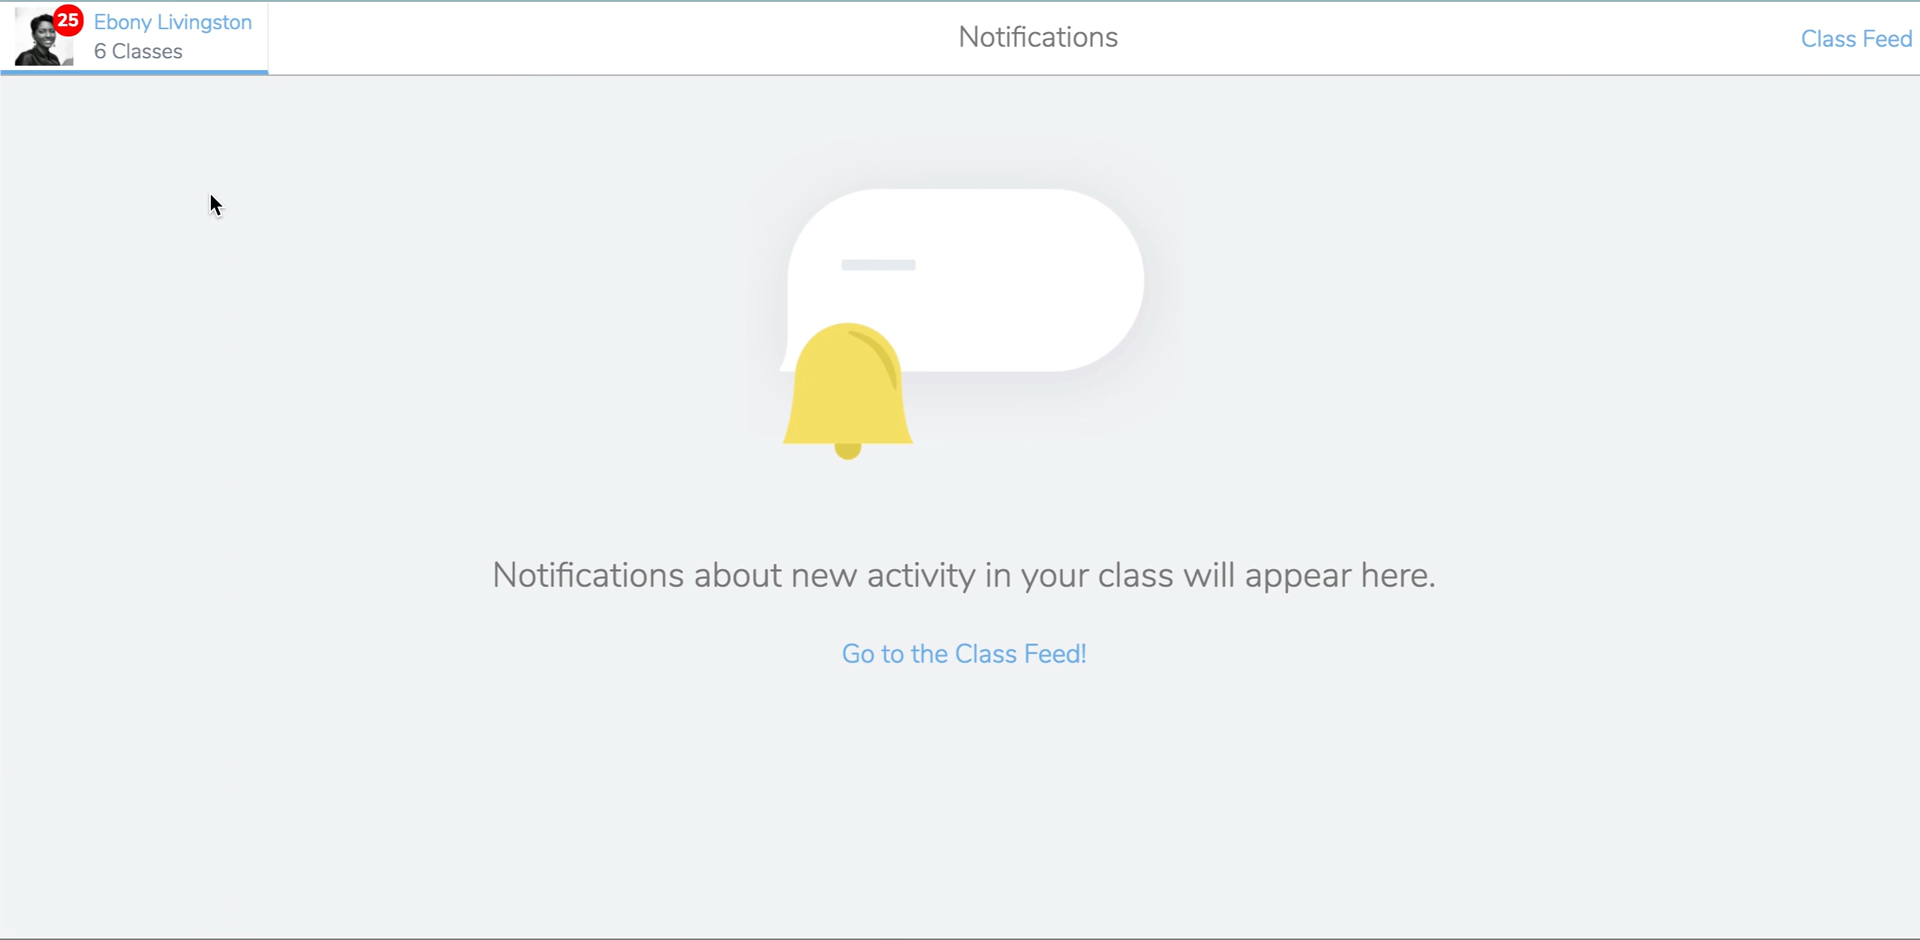 25
Ebony Livingston
6 Classes
Notifications
Class Feed
Notifications about new activity in your class will appear here.
Go to the Class Feed!